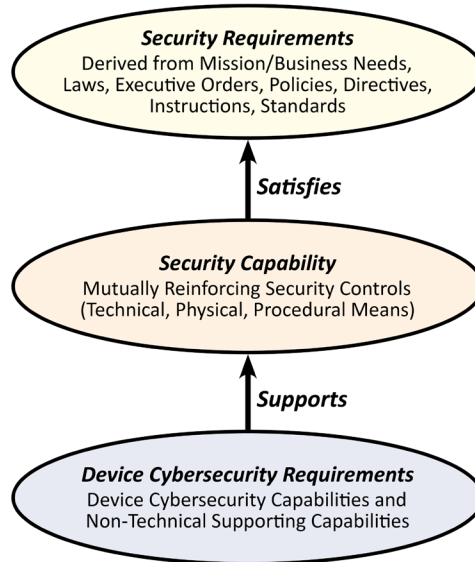 Security Requirements
Derived from Mission/Business Needs,
Laws, Executive Orders, Policies, Directives,
Instructions, Standards
Satisfies
Security Capability
Mutually Reinforcing Security Controls
(Technical, Physical, Procedural Means)
Supports
Device Cybersecurity Requirements
Device Cybersecurity Capabilities and
Non-Technical Supporting Capabilities